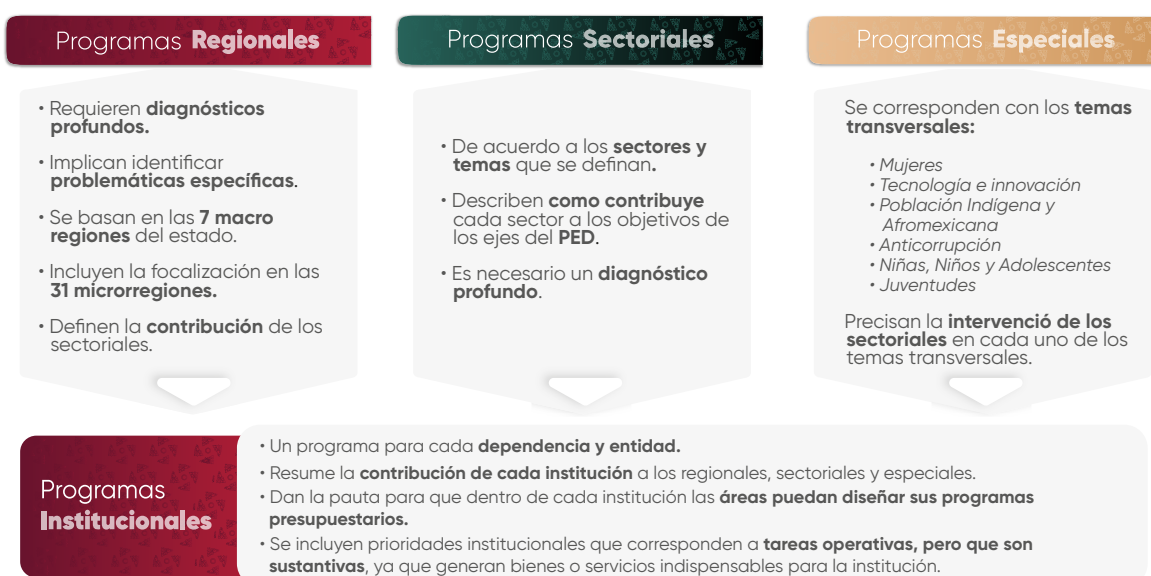 Programas Regionales
• Requieren diagnósticos
profundos.
• Implican identificar
problemáticas específicas.
• Se basan en las 7 macro
regiones del estado.
• Incluyen la focalización en las
31 microrregiones.
• Definen la contribución de los
sectoriales.
Programas Sectoriales
• De acuerdo a los sectores y
temas que se definan.
• Describen como contribuye
cada sector a los objetivos de
los ejes del PED.
• Es necesario un diagnóstico
profundo.
Programas Especiales
Se corresponden con los temas
transversales:
• Mujeres
• Tecnología e innovación
• Población Indígena y
Afromexicana
• Anticorrupción
• Niñas, Niños y Adolescentes
• Juventudes
Precisan la intervenció de los
sectoriales en cada uno de los
temas transversales.
Programas
Institucionales
• Un programa para cada dependencia y entidad.
• Resume la contribución de cada institución a los regionales, sectoriales y especiales.
• Dan la pauta para que dentro de cada institución las áreas puedan diseñar sus programas
presupuestarios.
• Se incluyen prioridades institucionales que corresponden a tareas operativas, pero que son
sustantivas, ya que generan bienes o servicios indispensables para la institución.